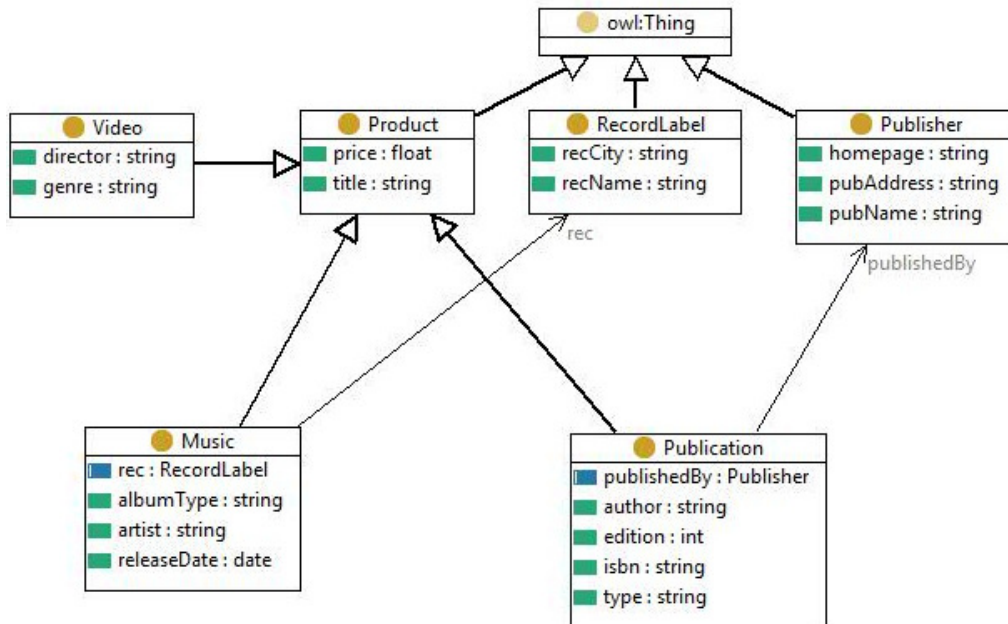 owl:Thing
Video
director : string
genre : string
Product
price : float
title : string
RecordLabel
recCity : string
recName : string
Publisher
homepage : string
pubAddress : string
pubName : string
rec
publishedBy
Music
rec : RecordLabel
albumType : string
artist : string
releaseDate : date
Publication
publishedBy : Publisher
author : string
edition : int
isbn : string
type : string